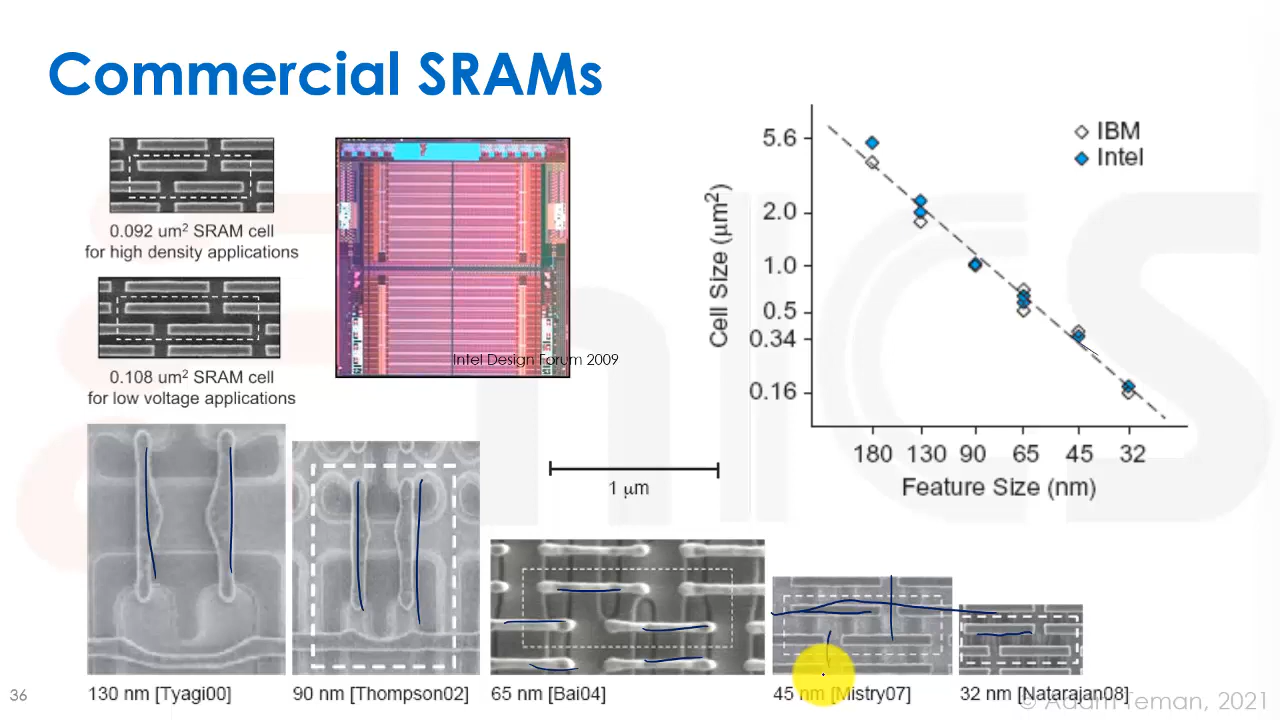 Commercial SRAMs
0.092 um² SRAM cell
for high density applications
0.108 um² SRAM cell
for low voltage applications
Intel Design Forum 2009
1 μm
Cell Size (μm²)
5.6
2.0
1.0
0.5
0.34
0.16
IBM
Intel
180 130 90 65 45 32
Feature Size (nm)
130 nm [Tyagi00]
90 nm [Thompson02]
65 nm [Bai04]
45 nm [Mistry07]
32 nm [Natarajan08]
36
© Adam Teman, 2021